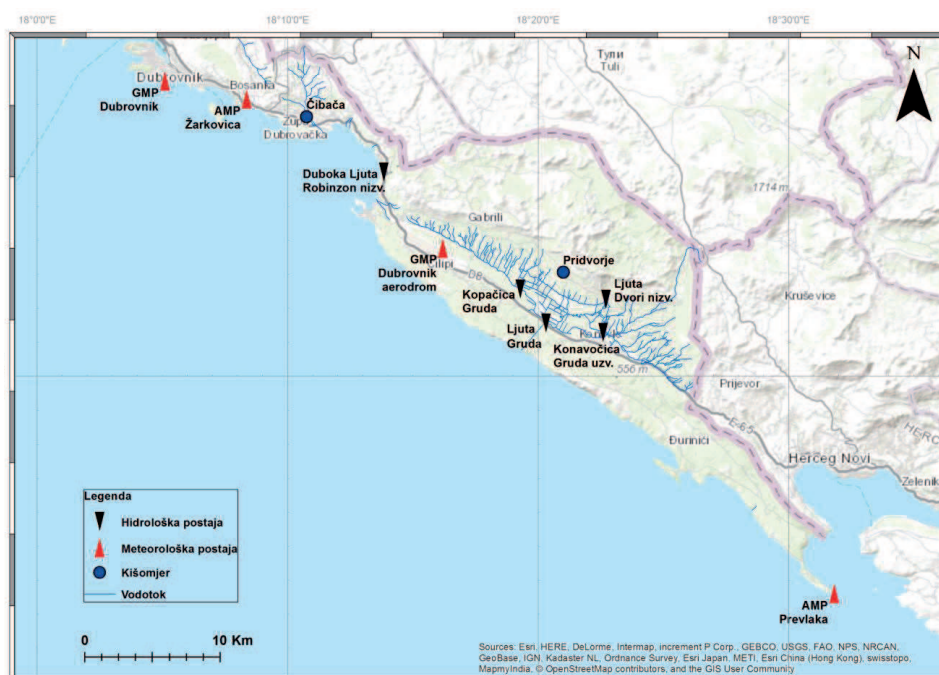 18°0'0"E
18°10'0"E
18°20'0"E
18°30'0"E
N
Dubrovnik
GMP
Dubrovnik
Bosanka
AMP
Žarkovica
Čibača
Župa
Dubrovačka
Тули
Tuli
Duboka Ljuta
Robinzon nizv.
1714 m
Gabrili
GMP
Dubrovnik
aerodrom
Čilipi
D8
Pridvorje
Kopačica
Gruda
Ljuta
Dvori nizv.
Kruševice
Ljuta
Gruda
Konavočica
Gruda uzv.
556 m
Prijevor
E-65
HERC
Đurinići
Herceg Novi
Zelenik
AMP
Prevlaka
Legenda
Hidrološka postaja
Meteorološka postaja
Kišomjer
Vodotok
0 5 10 Km
Sources: Esri, HERE, DeLorme, Intermap, increment P Corp., GEBCO, USGS, FAO, NPS, NRCAN,
GeoBase, IGN, Kadaster NL, Ordnance Survey, Esri Japan, METI, Esri China (Hong Kong), swisstopo,
MapmyIndia, © OpenStreetMap contributors, and the GIS User Community